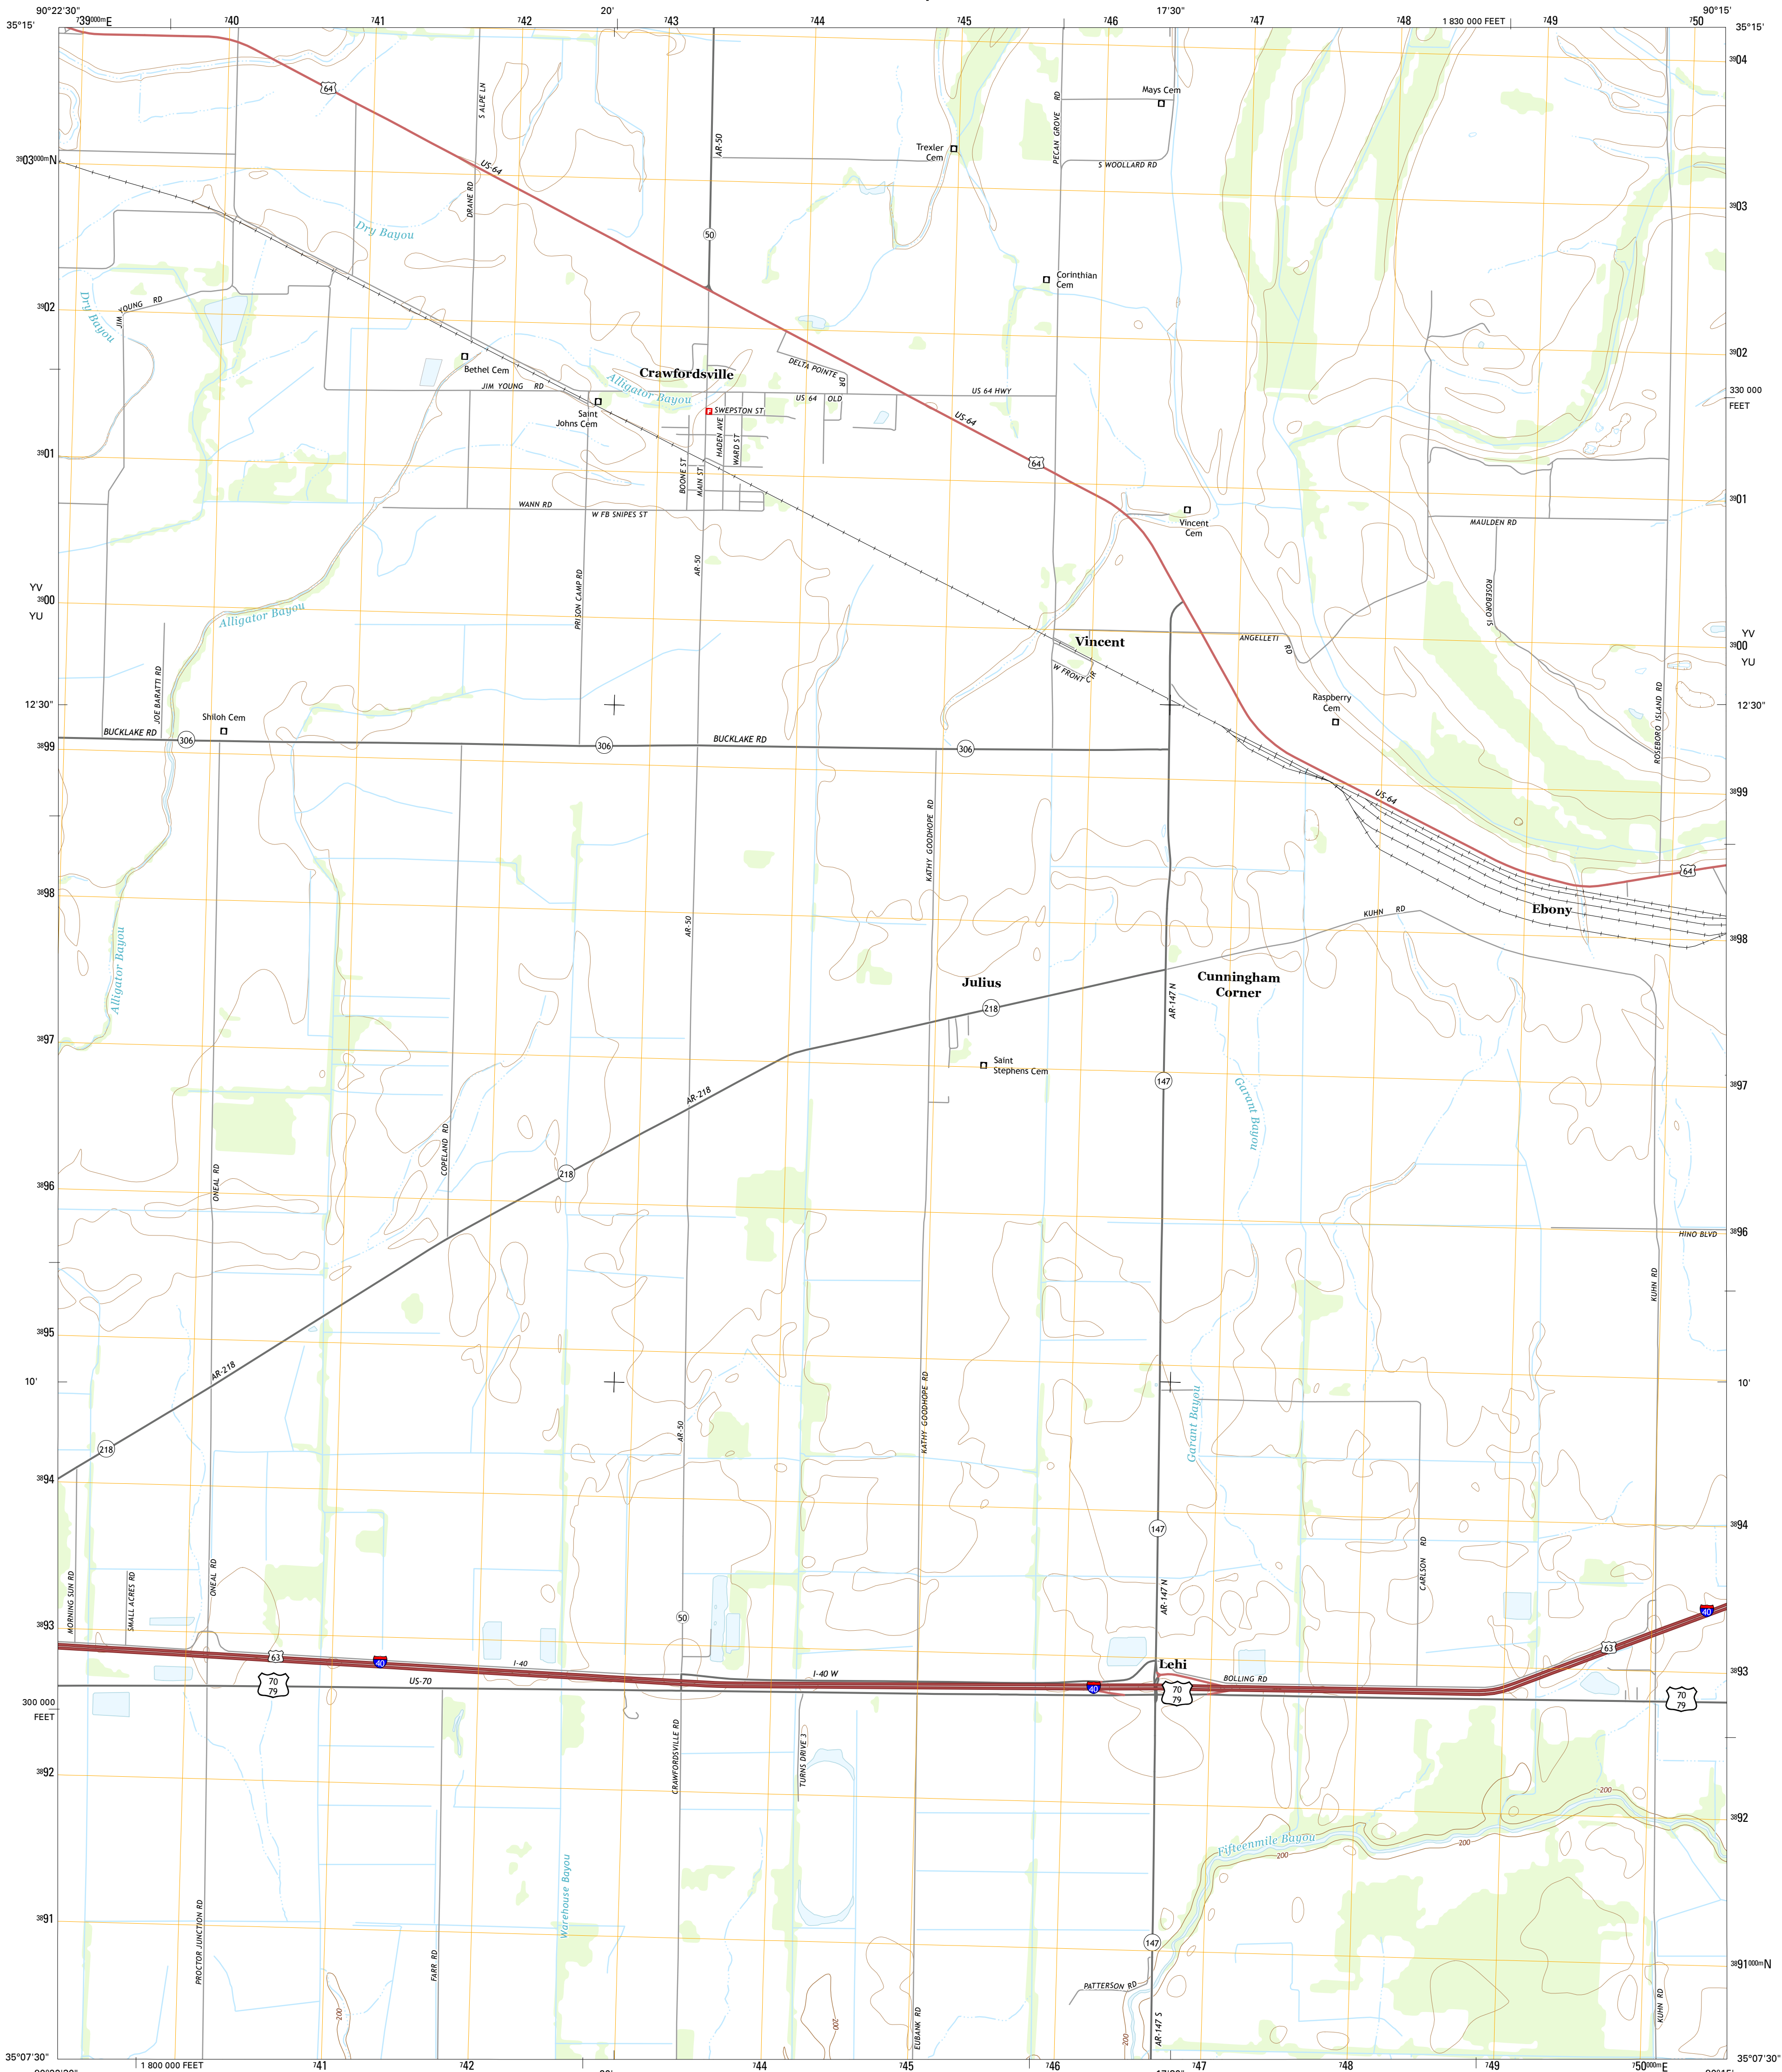 90°22'30"
739000mE
740
741
742
20'
743
744
745
746
17'30"
747
748
1 830 000 FEET
749
750
90°15'
35°15'
35°15'
3904
64
S ALPE LN
AR-50
Mays Cem
PECAN GROVE RD
Trexler
Cem
S WOOLLARD RD
3903000mN
US-64
DRANE RD
3903
Dry Bayou
50
Corinthian
Cem
Dry Bayou
JIM YOUNG RD
3902
3902
Bethel Cem
Crawfordsville
DELTA POINTE DR
JIM YOUNG RD
Alligator Bayou
US 64 HWY
330 000
FEET
US 64 OLD
F
SWEPSTON ST
Saint
Johns Cem
HADEN AVE
WARD ST
US-64
3901
64
BOONE ST
MAIN ST
3901
WANN RD
W FB SNIPES ST
Vincent
Cem
MAULDEN RD
AR-50
PRISON CAMP RD
ROSEBORO IS
YV
3900
YU
Alligator Bayou
YV
3900
YU
Vincent
ANGELLETI RD
W FRONT CIR
JOE BARATTI RD
ROSEBORO ISLAND RD
12'30"
Raspberry
Cem
12'30"
Shiloh Cem
BUCKLAKE RD
306
306
BUCKLAKE RD
306
3899
3899
US-64
KATHY GOODHOPE RD
64
3898
KUHN RD
Ebony
AR-50
3898
Alligator Bayou
Julius
Cunningham
Corner
218
AR-147 N
3897
Saint
Stephens Cem
147
3897
AR-218
Garant Bayou
COPELAND RD
218
ONEAL RD
3896
3896
HINO BLVD
KUHN RD
3895
3895
AR-218
10'
10'
KATHY GOODHOPE RD
AR-50
Garant Bayou
218
3894
147
3894
CARLSON RD
ONEAL RD
MORNING SUN RD
SMALL ACRES RD
AR-147 N
50
40
3893
63
40
I-40
63
Lehi
3893
I-40 W
BOLLING RD
70
79
US-70
40
70
79
70
79
300 000
FEET
CRAWFORDSVILLE RD
TURNS DRIVE 3
3892
200
3892
Fifteenmile Bayou
200
200
Warehouse Bayou
3891
PROCTOR JUNCTION RD
FARR RD
147
3891000mN
PATTERSON RD
200
200
EUBANK RD
200
AR-147 S
KUHN RD
35°07'30"
35°07'30"
1 800 000 FEET
741
742
744
745
746
747
748
749
750000mE